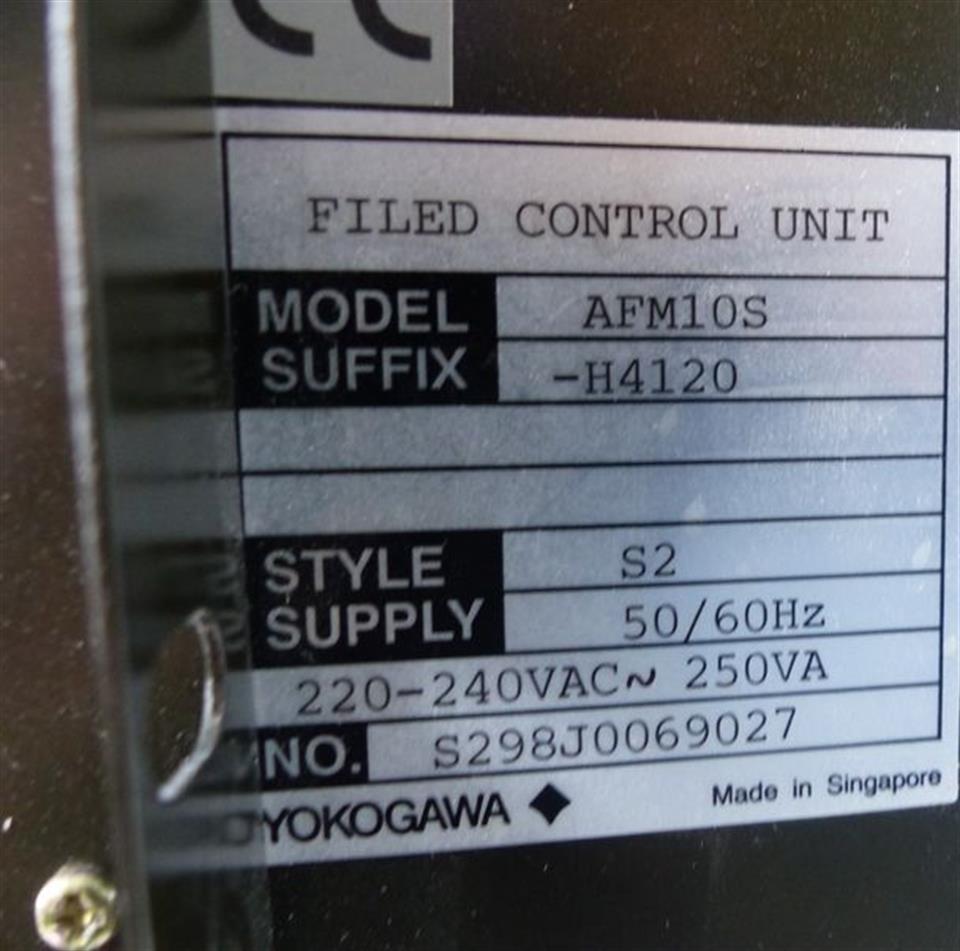 FILED CONTROL UNIT
MODEL AFM10S
SUFFIX -H4120
STYLE S2
SUPPLY 50/60Hz
220-240VAC~ 250VA
NO. S298J0069027
YOKOGAWA Made in Singapore